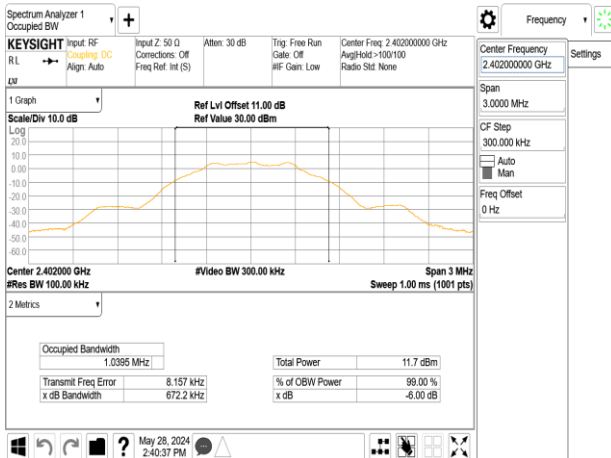 Spectrum Analyzer 1
Occupied BW
+
Frequency
KEYSIGHT
RL
Input: RF
Coupling: DC
Align: Auto
Input Z: 50 Ω
Corrections: Off
Freq Ref: Int (S)
Atten: 30 dB
Trig: Free Run
Gate: Off
#IF Gain: Low
Center Freq: 2.402000000 GHz
Avg|Hold:>100/100
Radio Std: None
Center Frequency
2.402000000 GHz
Settings
Span
3.0000 MHz
CF Step
300.000 kHz
Auto
Man
Freq Offset
0 Hz
1 Graph
Scale/Div 10.0 dB
Ref Lvl Offset 11.00 dB
Ref Value 30.00 dBm
Log
20.0
10.0
0.00
-10.0
-20.0
-30.0
-40.0
-50.0
-60.0
Center 2.402000 GHz
#Video BW 300.00 kHz
Span 3 MHz
#Res BW 100.00 kHz
Sweep 1.00 ms (1001 pts)
2 Metrics
Occupied Bandwidth
1.0395 MHz
Total Power 11.7 dBm
Transmit Freq Error 8.157 kHz
% of OBW Power 99.00 %
x dB Bandwidth 672.2 kHz
x dB -6.00 dB
?
May 28, 2024
2:40:37 PM